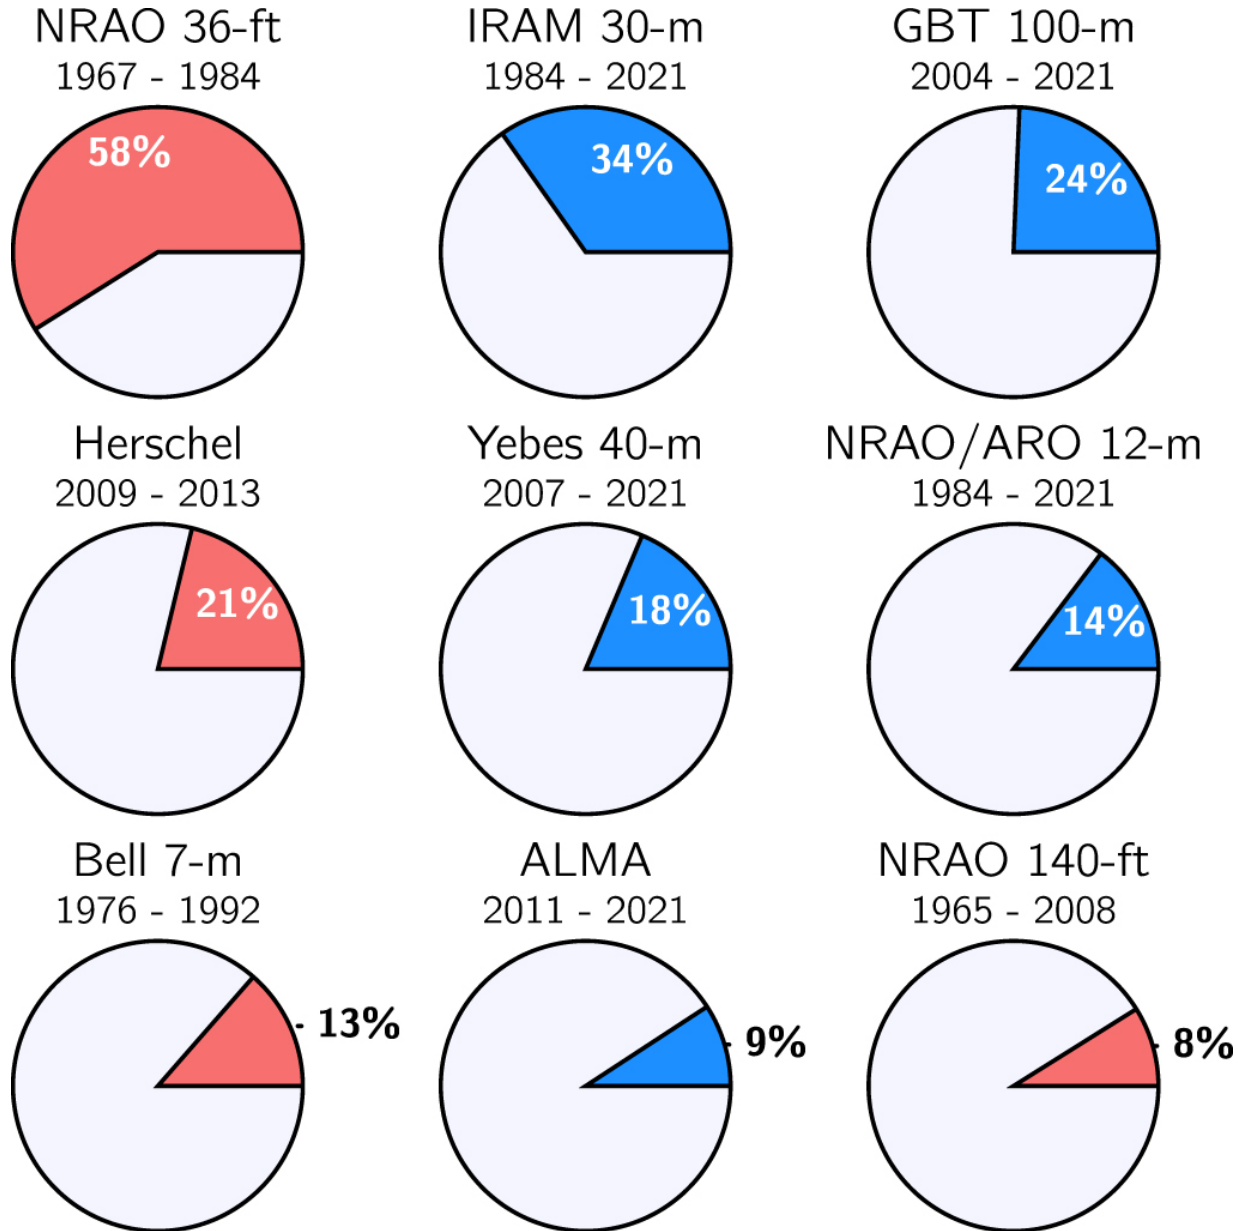 NRAO 36-ft
1967 - 1984
58%
IRAM 30-m
1984 - 2021
34%
GBT 100-m
2004 - 2021
24%
Herschel
2009 - 2013
21%
Yebes 40-m
2007 - 2021
18%
NRAO/ARO 12-m
1984 - 2021
14%
Bell 7-m
1976 - 1992
13%
ALMA
2011 - 2021
9%
NRAO 140-ft
1965 - 2008
8%